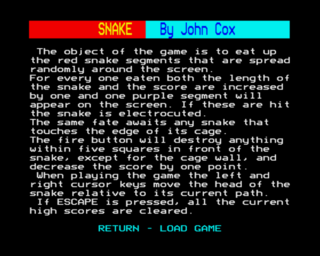 SNAKE By John Cox
The object of the game is to eat up
the red snake segments that are spread
randomly around the screen.
For every one eaten both the length of
the snake and the score are increased
by one and one purple segment will
appear on the screen. If these are hit
the snake is electrocuted.
The same fate awaits any snake that
touches the edge of its cage.
The fire button will destroy anything
within five squares in front of the
snake, except for the cage wall, and
decrease the score by one point.
When playing the game the left and
right cursor keys move the head of the
snake relative to its current path.
If ESCAPE is pressed, all the current
high scores are cleared.
RETURN - LOAD GAME